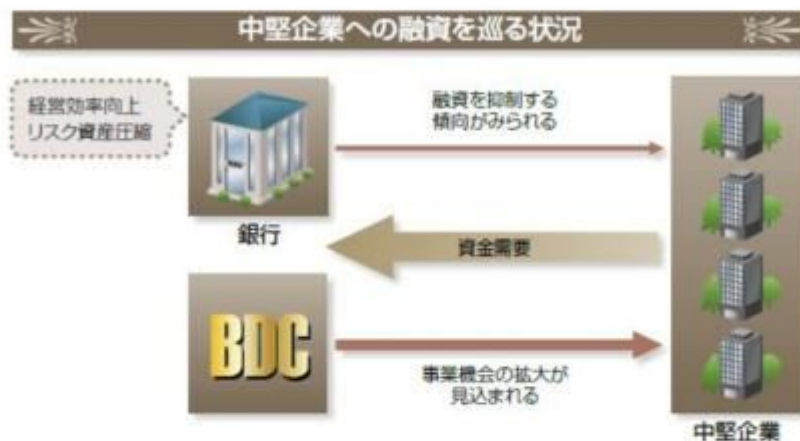 中堅企業への融資を巡る状況
経営効率向上
リスク資産圧縮
融資を抑制する
傾向がみられる
銀行
資金需要
BDC
事業機会の拡大が
見込まれる
中堅企業